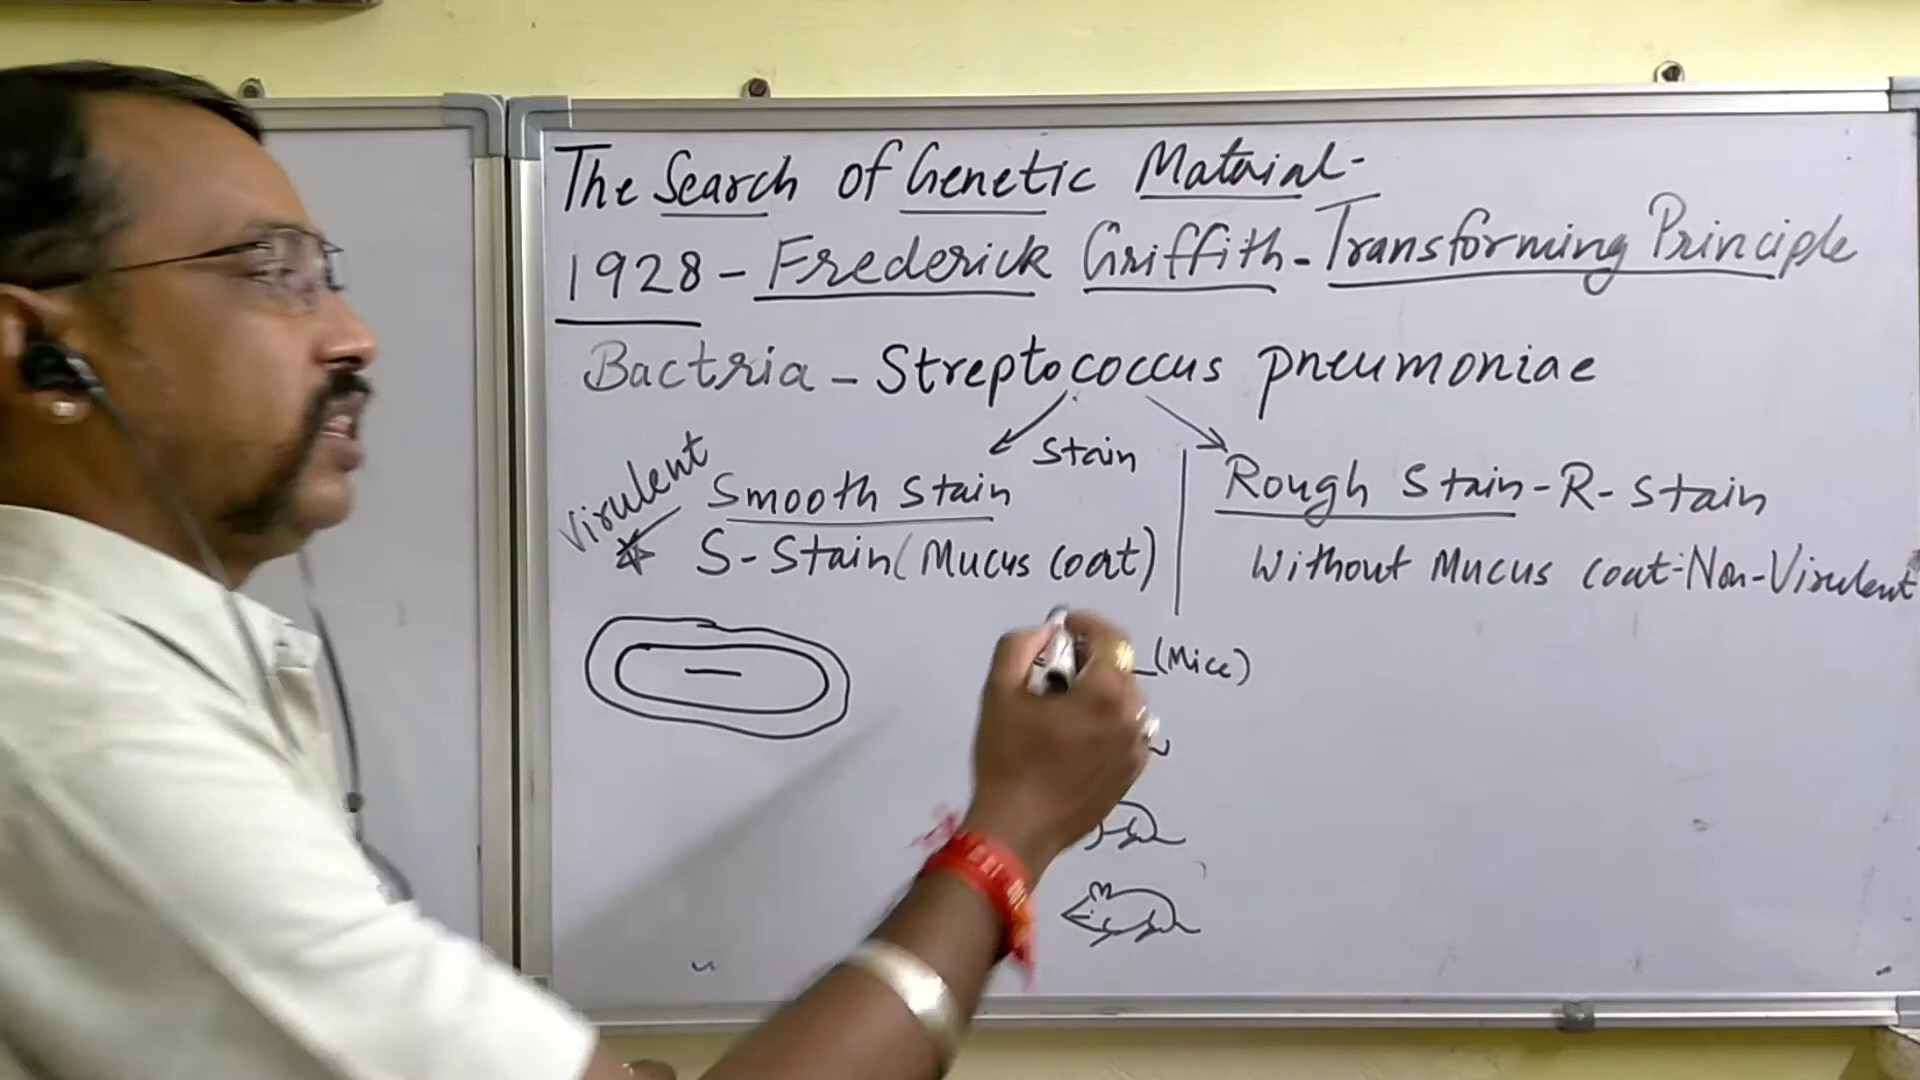 The Search of Genetic Matarial-
1928 - Frederick Griffith - Transforming Principle
Bactria - Streptococcus pneumoniae
Stain
Virulent
Smooth Stain
S-Stain (Mucus coat)
Rough Stain - R - Stain
Without Mucus coat - Non-Virulent
(Mice)